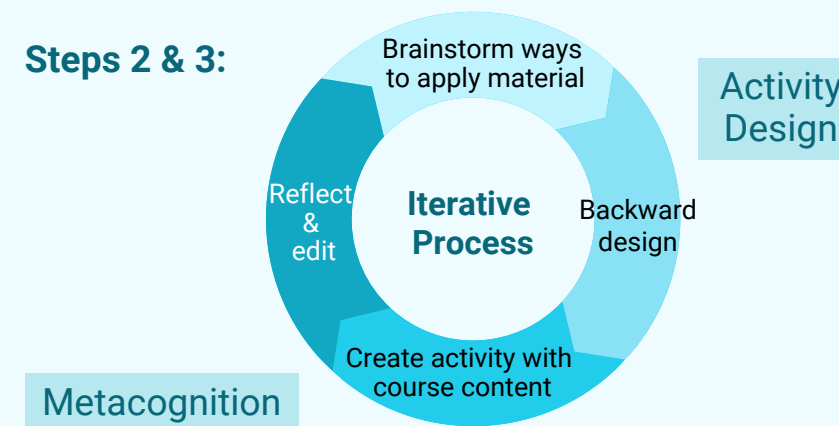 Steps 2 & 3:
Brainstorm ways
to apply material
Activity
Design
Backward
design
Iterative
Process
Reflect
&
edit
Create activity with
course content
Metacognition